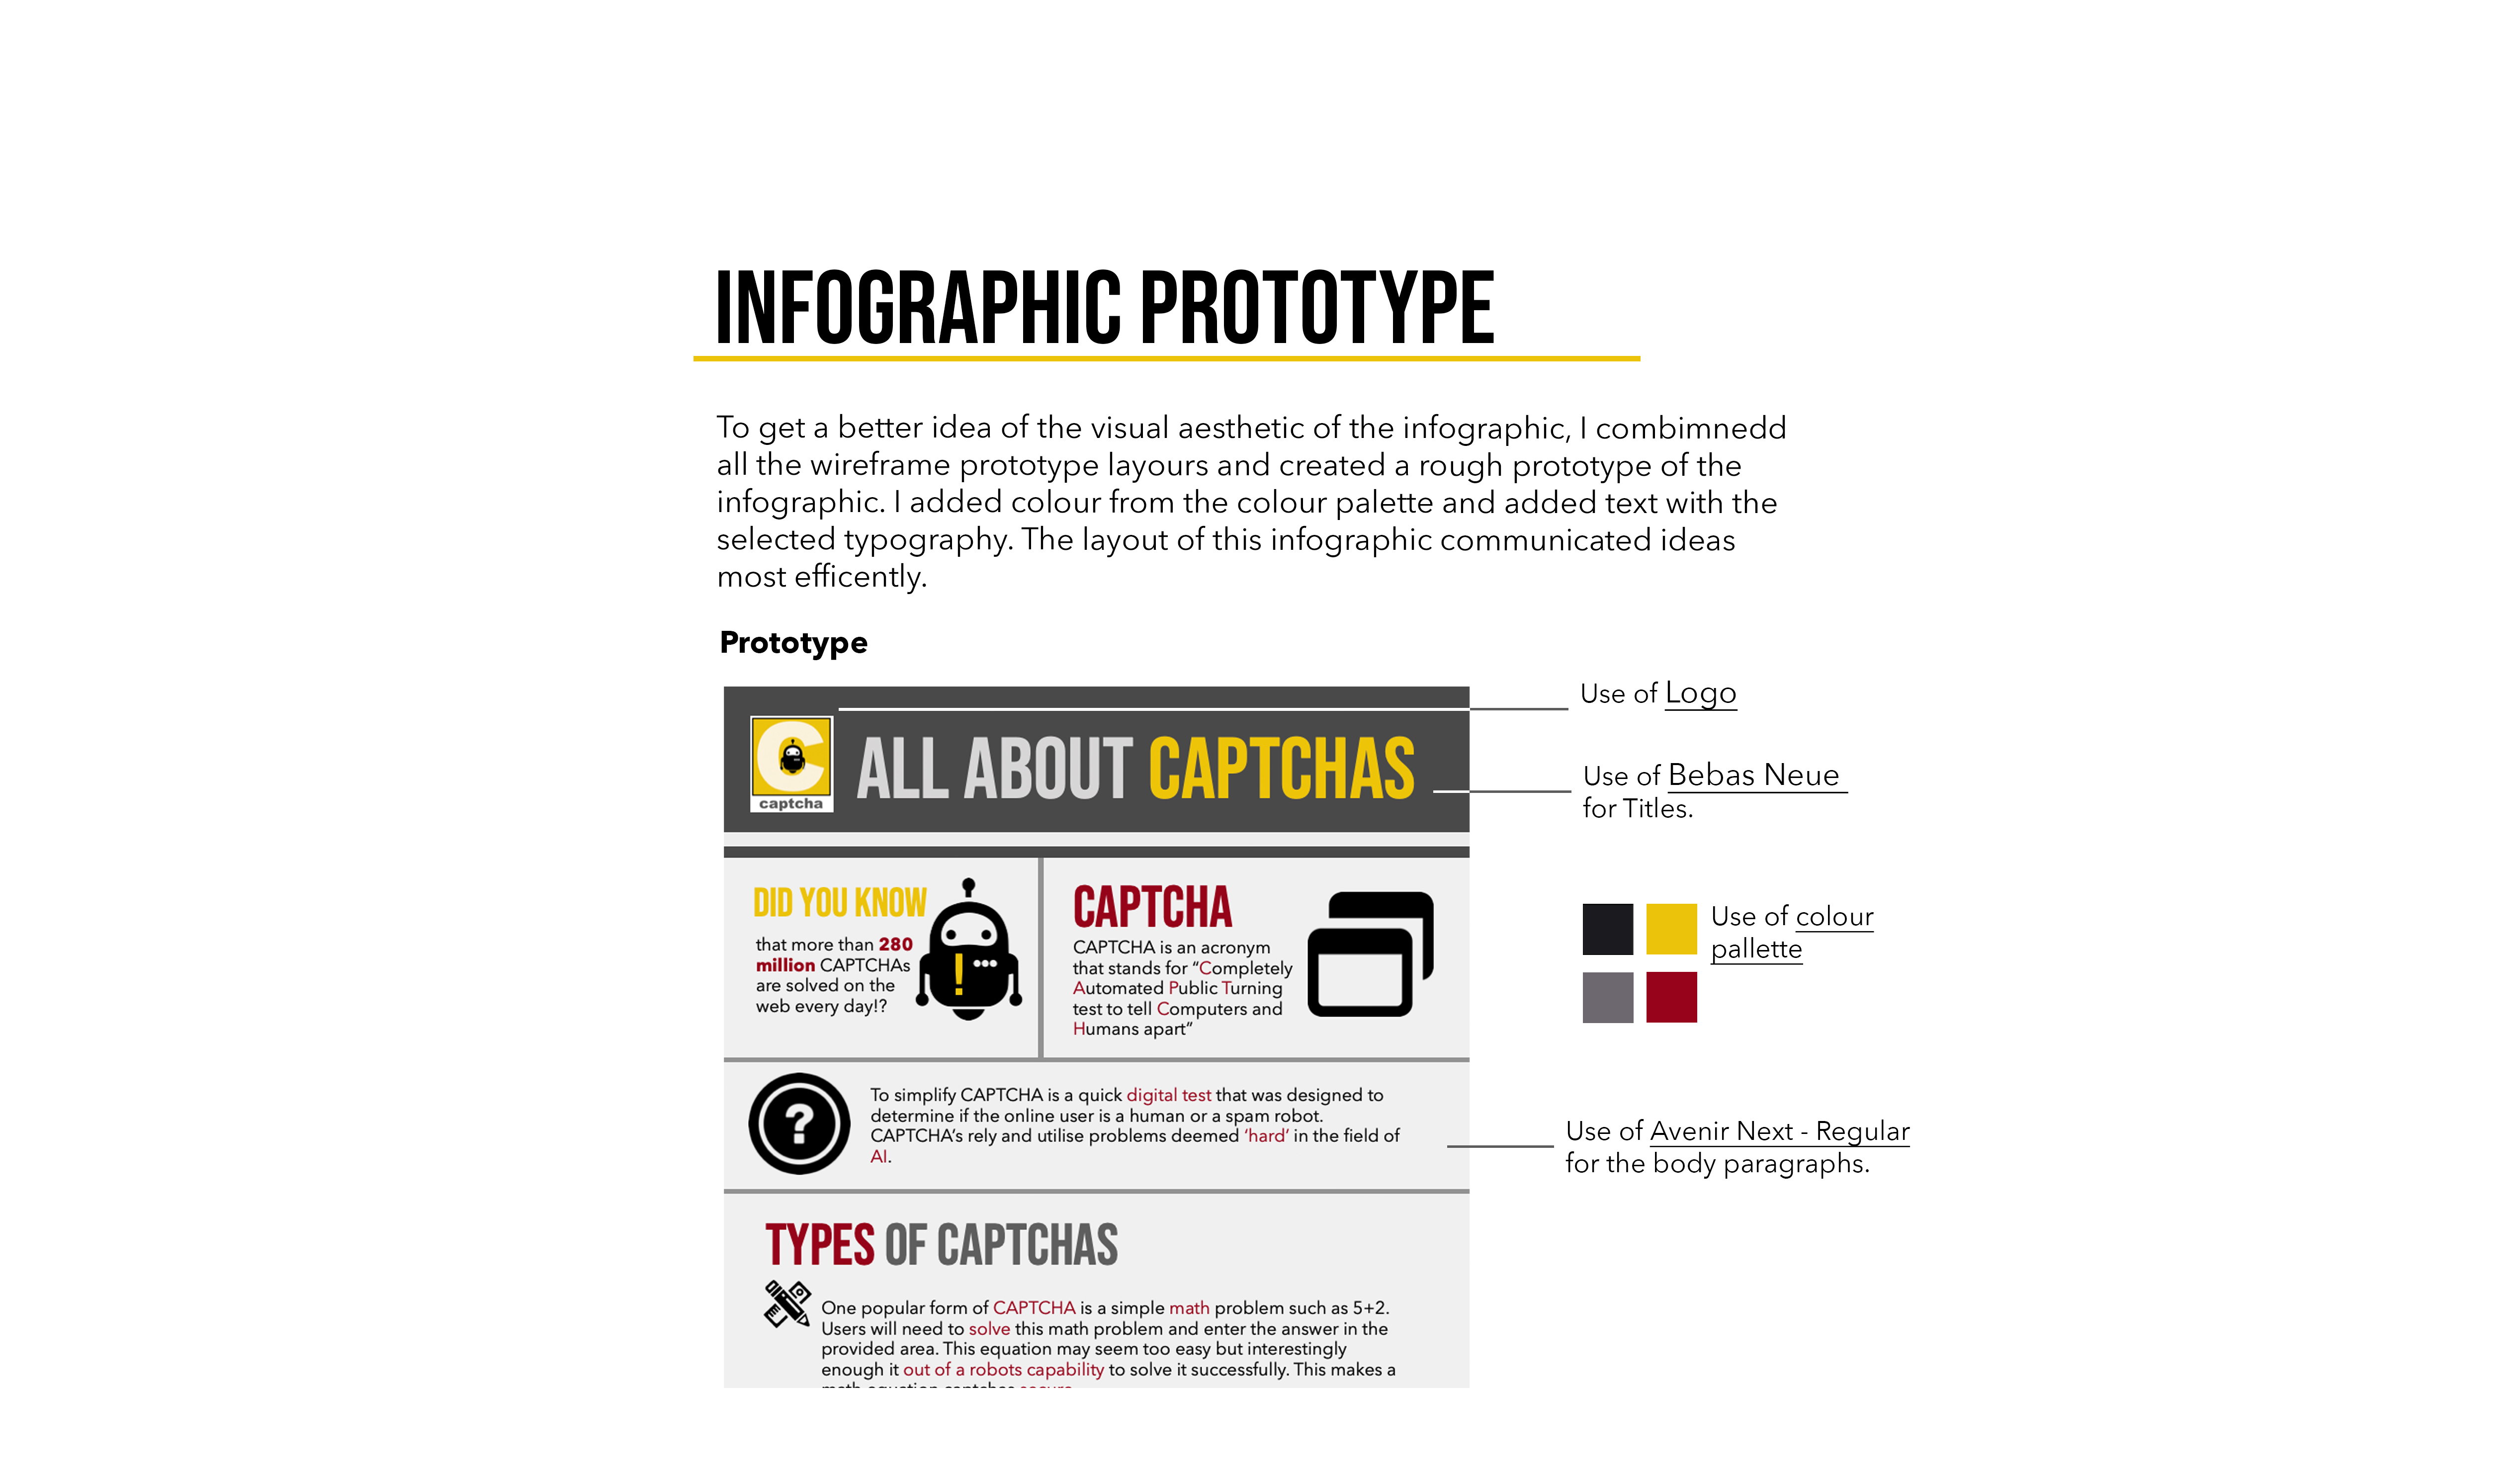 INFOGRAPHIC PROTOTYPE
To get a better idea of the visual aesthetic of the infographic, I combimnedd
all the wireframe prototype layours and created a rough prototype of the
infographic. I added colour from the colour palette and added text with the
selected typography. The layout of this infographic communicated ideas
most efficently.
Prototype
C
captcha
ALL ABOUT CAPTCHAS
DID YOU KNOW
that more than 280
million CAPTCHAs
are solved on the
web every day!?
!
CAPTCHA
CAPTCHA is an acronym
that stands for “Completely
Automated Public Turning
test to tell Computers and
Humans apart”
?
To simplify CAPTCHA is a quick digital test that was designed to
determine if the online user is a human or a spam robot.
CAPTCHA’s rely and utilise problems deemed ‘hard’ in the field of
AI.
TYPES OF CAPTCHAS
One popular form of CAPTCHA is a simple math problem such as 5+2.
Users will need to solve this math problem and enter the answer in the
provided area. This equation may seem too easy but interestingly
enough it out of a robots capability to solve it successfully. This makes a
Use of Logo
Use of Bebas Neue
for Titles.
Use of colour
pallette
Use of Avenir Next - Regular
for the body paragraphs.